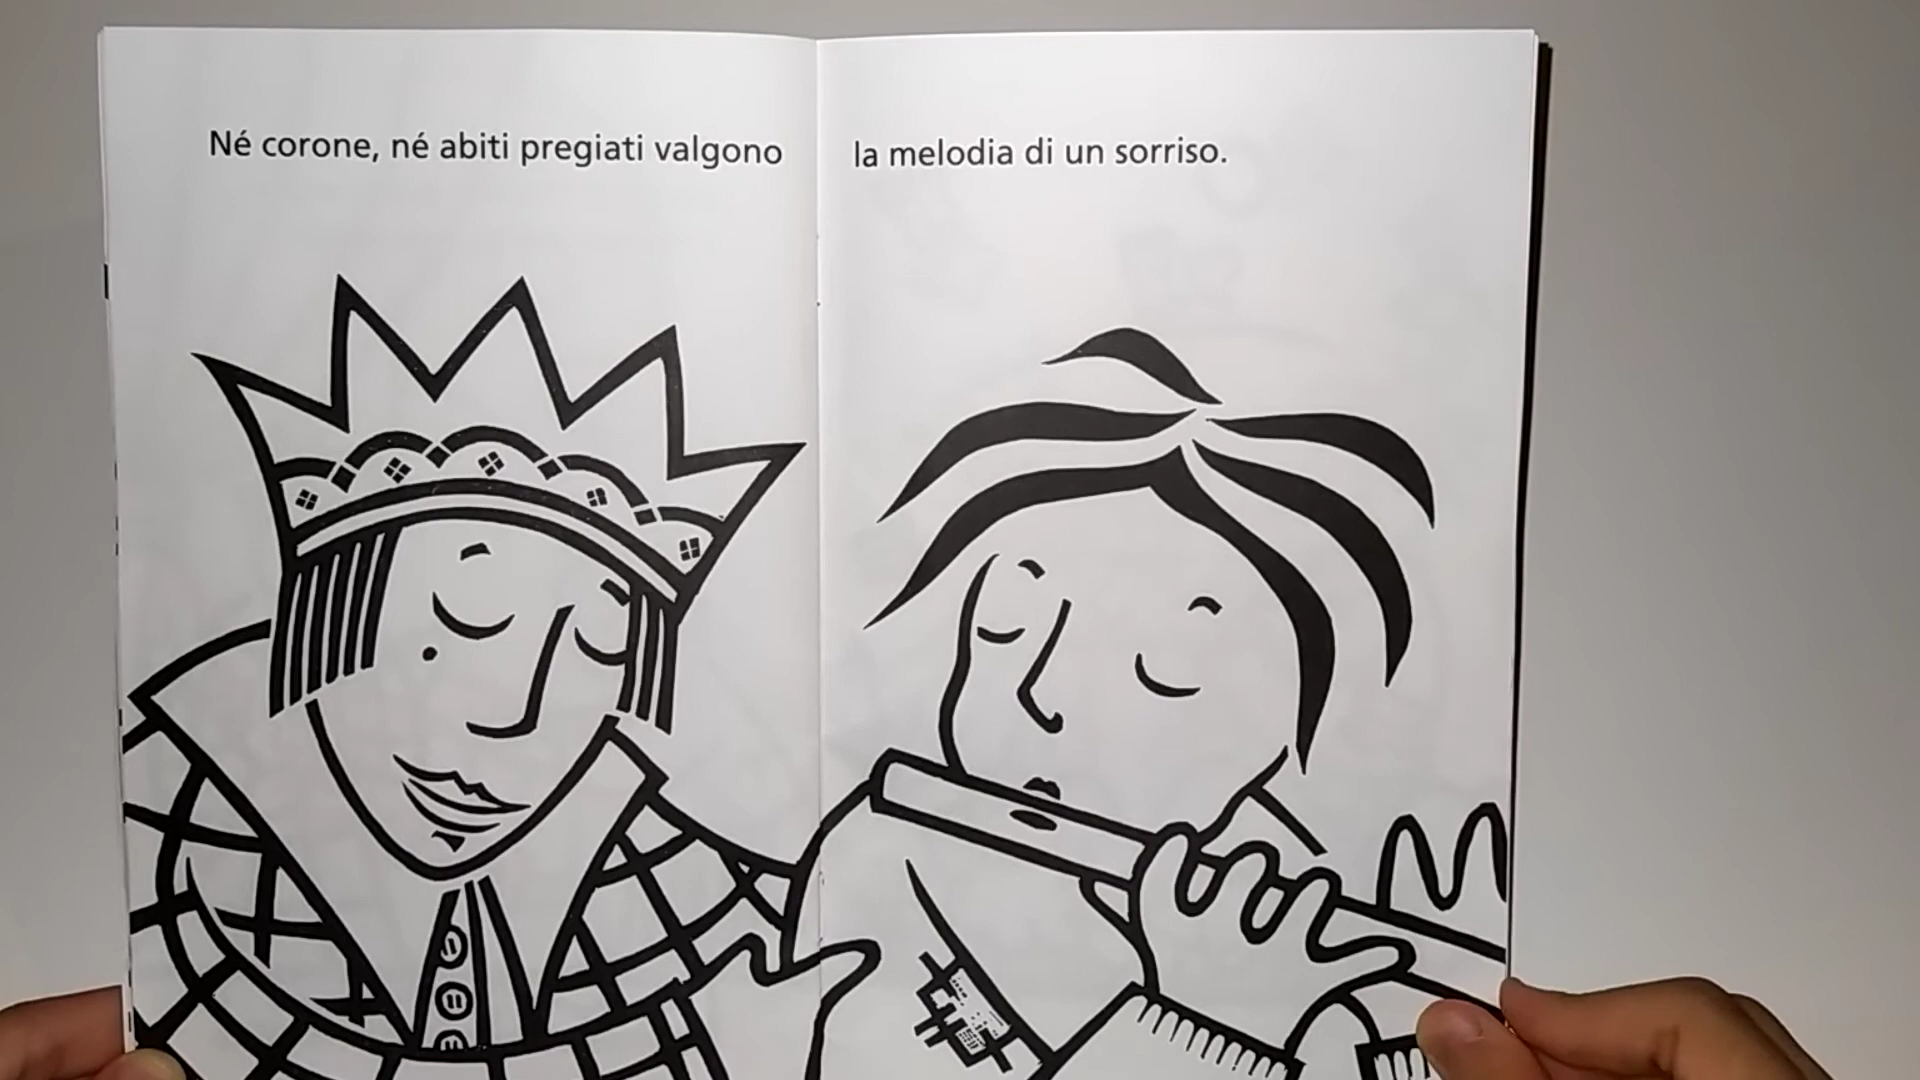 Né corone, né abiti pregiati valgono la melodia di un sorriso.